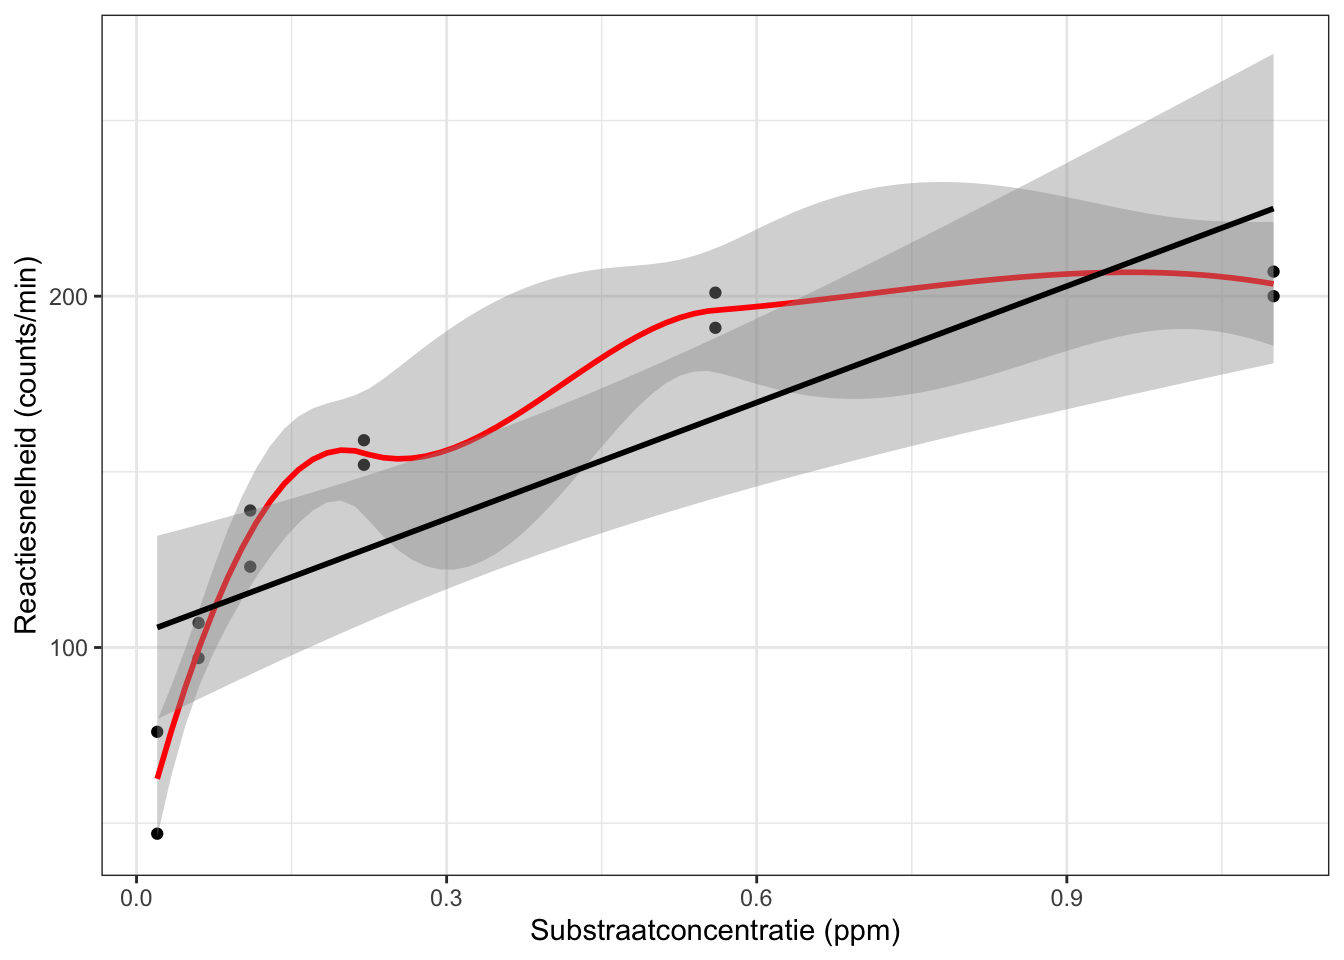 Reactiesnelheid (counts/min)
200
100
0.0 0.3 0.6 0.9
Substraatconcentratie (ppm)